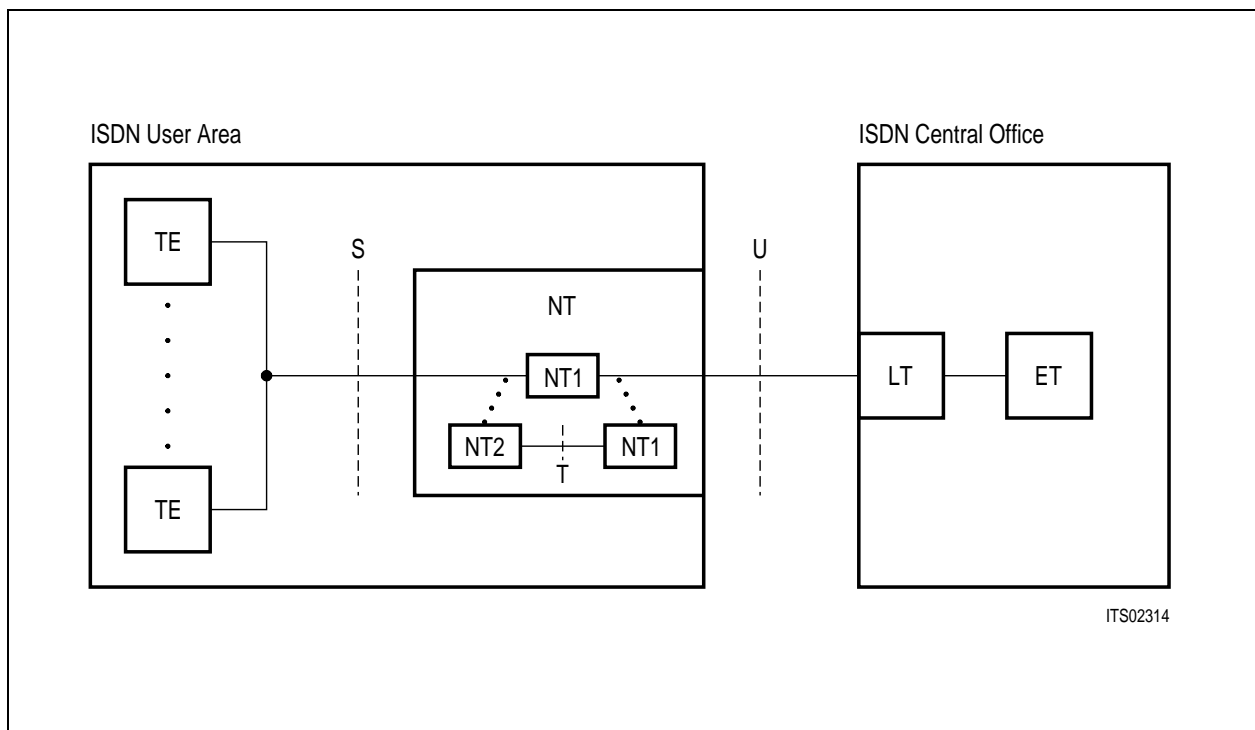 ISDN User Area
ISDN Central Office
TE
S
U
NT
NT1
LT
ET
NT2
NT1
T
TE
ITS02314